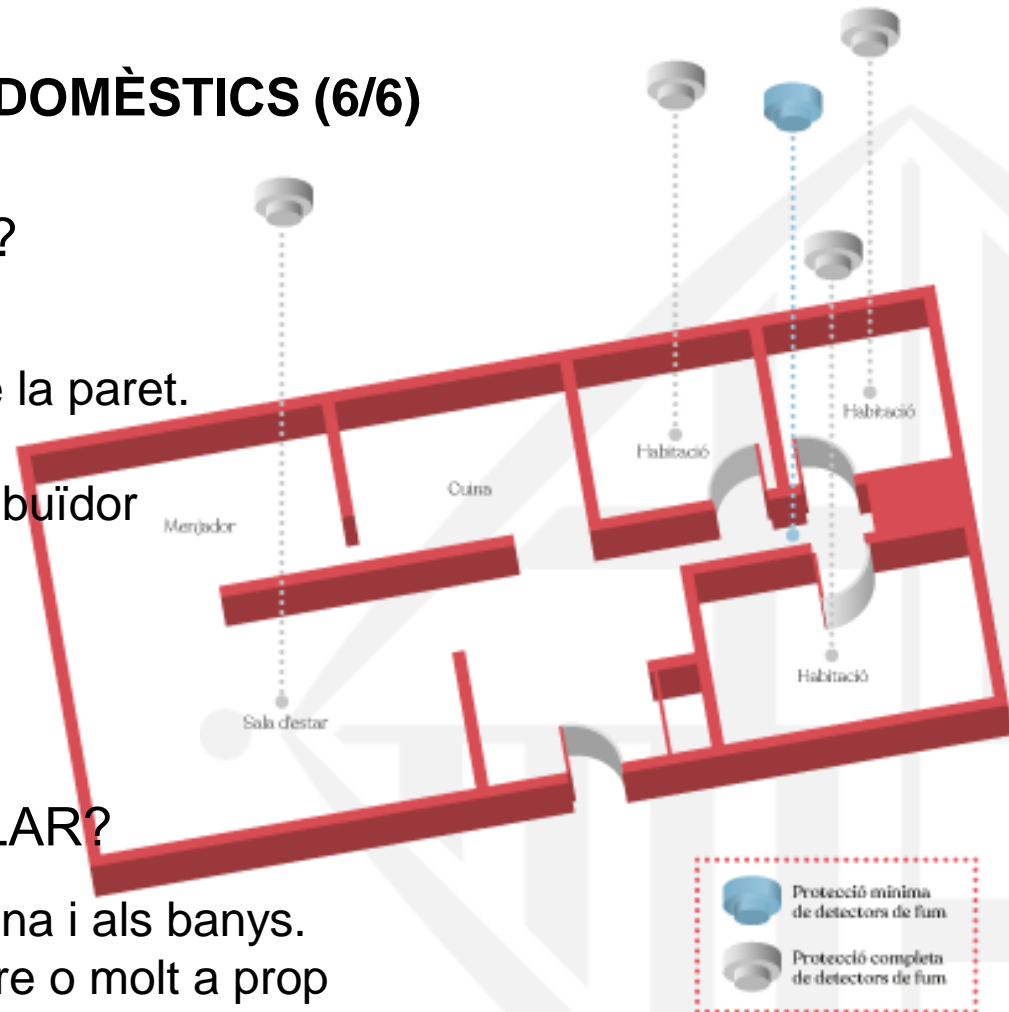 DOMÈSTICS (6/6)
?
e la paret.
buïdor
LAR?
na i als banys.
re o molt a prop
Habitació
Habitació
Cuina
Menjador
Habitació
Sala d'estar
Protecció mínima
de detectors de fum
Protecció completa
de detectors de fum